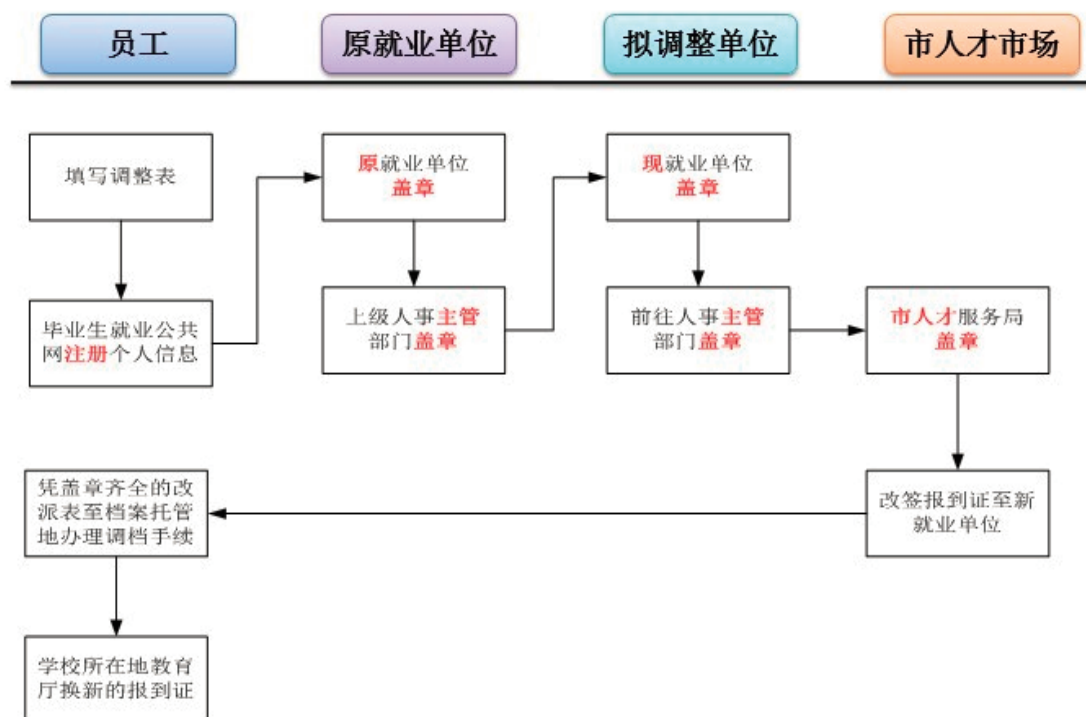 员工
原就业单位
拟调整单位
市人才市场
填写调整表
毕业生就业公共
网注册个人信息
原就业单位
盖章
上级人事主管
部门盖章
现就业单位
盖章
前往人事主管
部门盖章
市人才服务局
盖章
改签报到证至新
就业单位
凭盖章齐全的改
派表至档案托管
地办理调档手续
学校所在地教育
厅换新的报到证